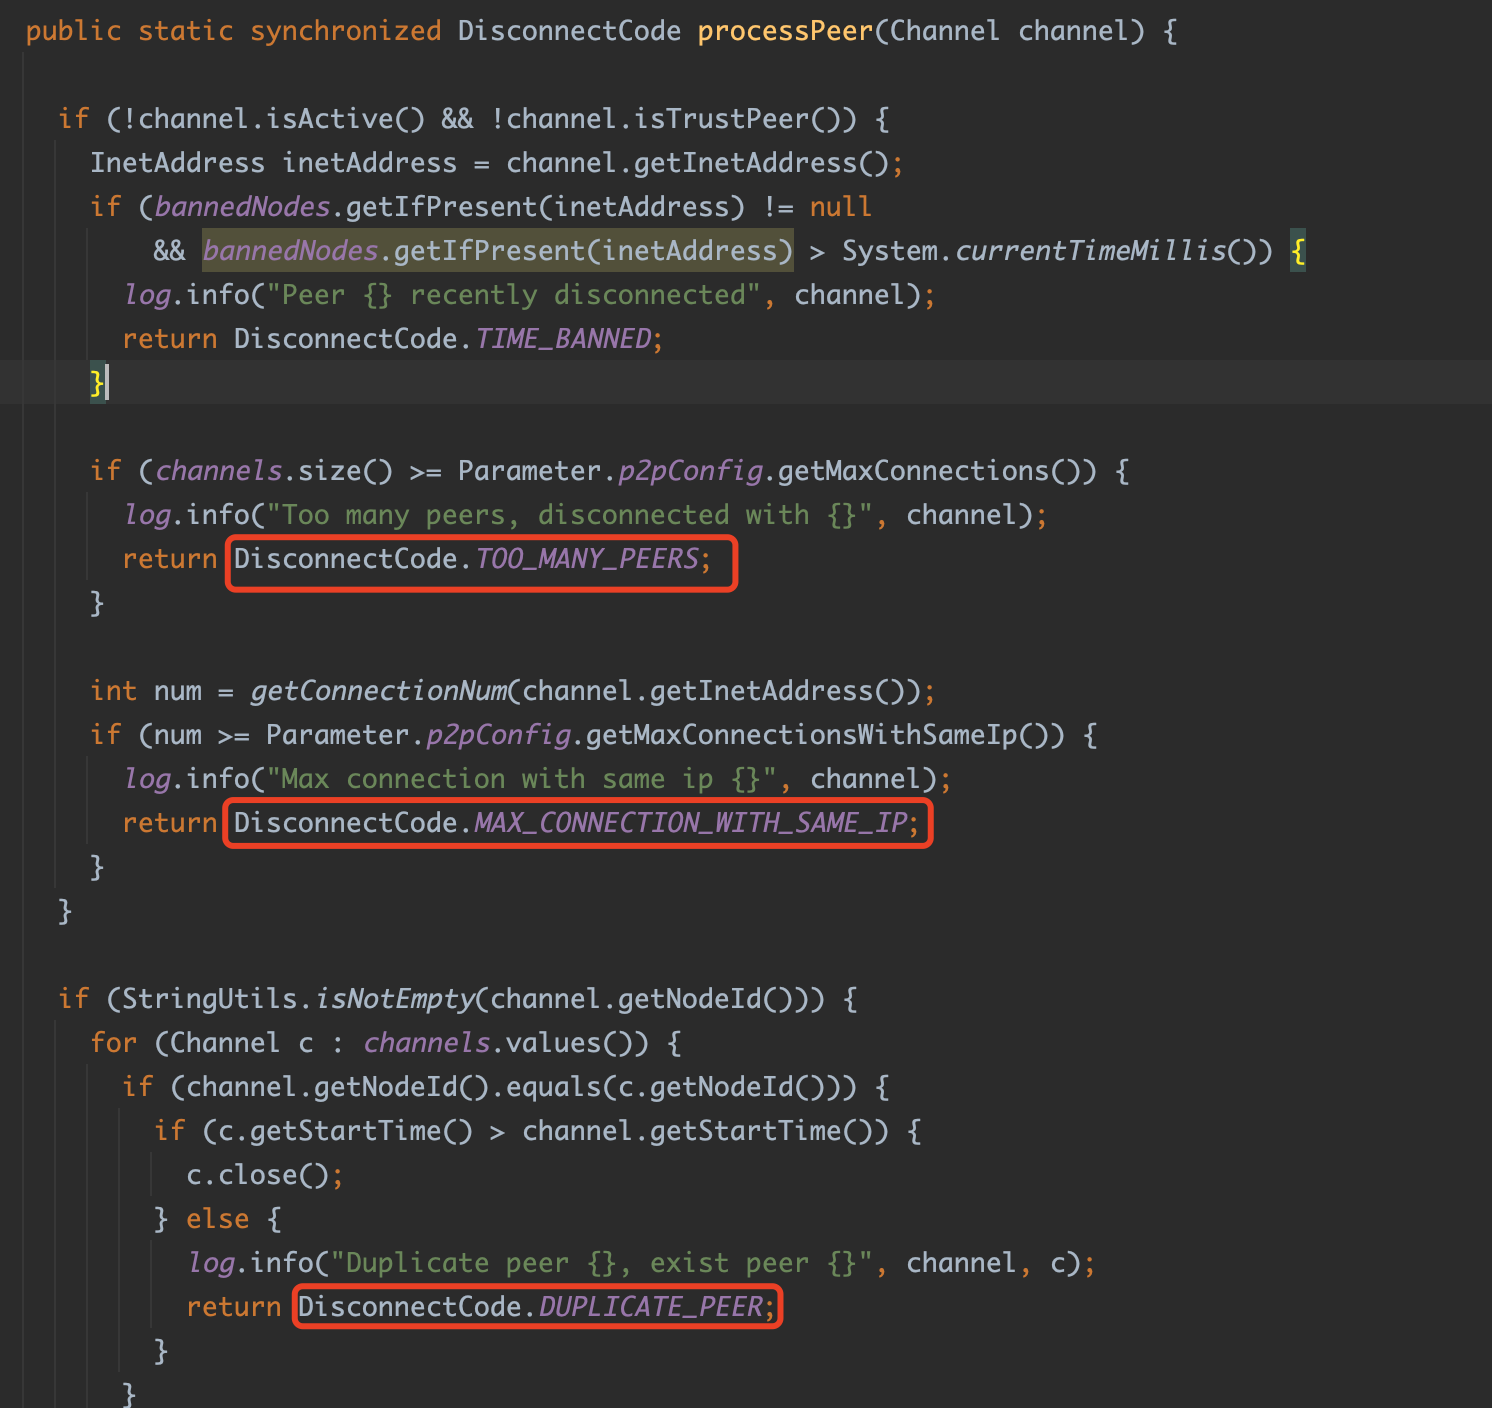 public static synchronized DisconnectCode processPeer(Channel channel) {
if (!channel.isActive() && !channel.isTrustPeer()) {
InetAddress inetAddress = channel.getInetAddress();
if (bannedNodes.getIfPresent(inetAddress) != null
&& bannedNodes.getIfPresent(inetAddress) > System.currentTimeMillis()) {
log.info("Peer {} recently disconnected", channel);
return DisconnectCode.TIME_BANNED;
}
if (channels.size() >= Parameter.p2pConfig.getMaxConnections()) {
log.info("Too many peers, disconnected with {}", channel);
return DisconnectCode.TOO_MANY_PEERS;
}
int num = getConnectionNum(channel.getInetAddress());
if (num >= Parameter.p2pConfig.getMaxConnectionsWithSameIp()) {
log.info("Max connection with same ip {}", channel);
return DisconnectCode.MAX_CONNECTION_WITH_SAME_IP;
}
}
if (StringUtils.isNotEmpty(channel.getNodeId())) {
for (Channel c : channels.values()) {
if (channel.getNodeId().equals(c.getNodeId())) {
if (c.getStartTime() > channel.getStartTime()) {
c.close();
} else {
log.info("Duplicate peer {}, exist peer {}", channel, c);
return DisconnectCode.DUPLICATE_PEER;
}
}